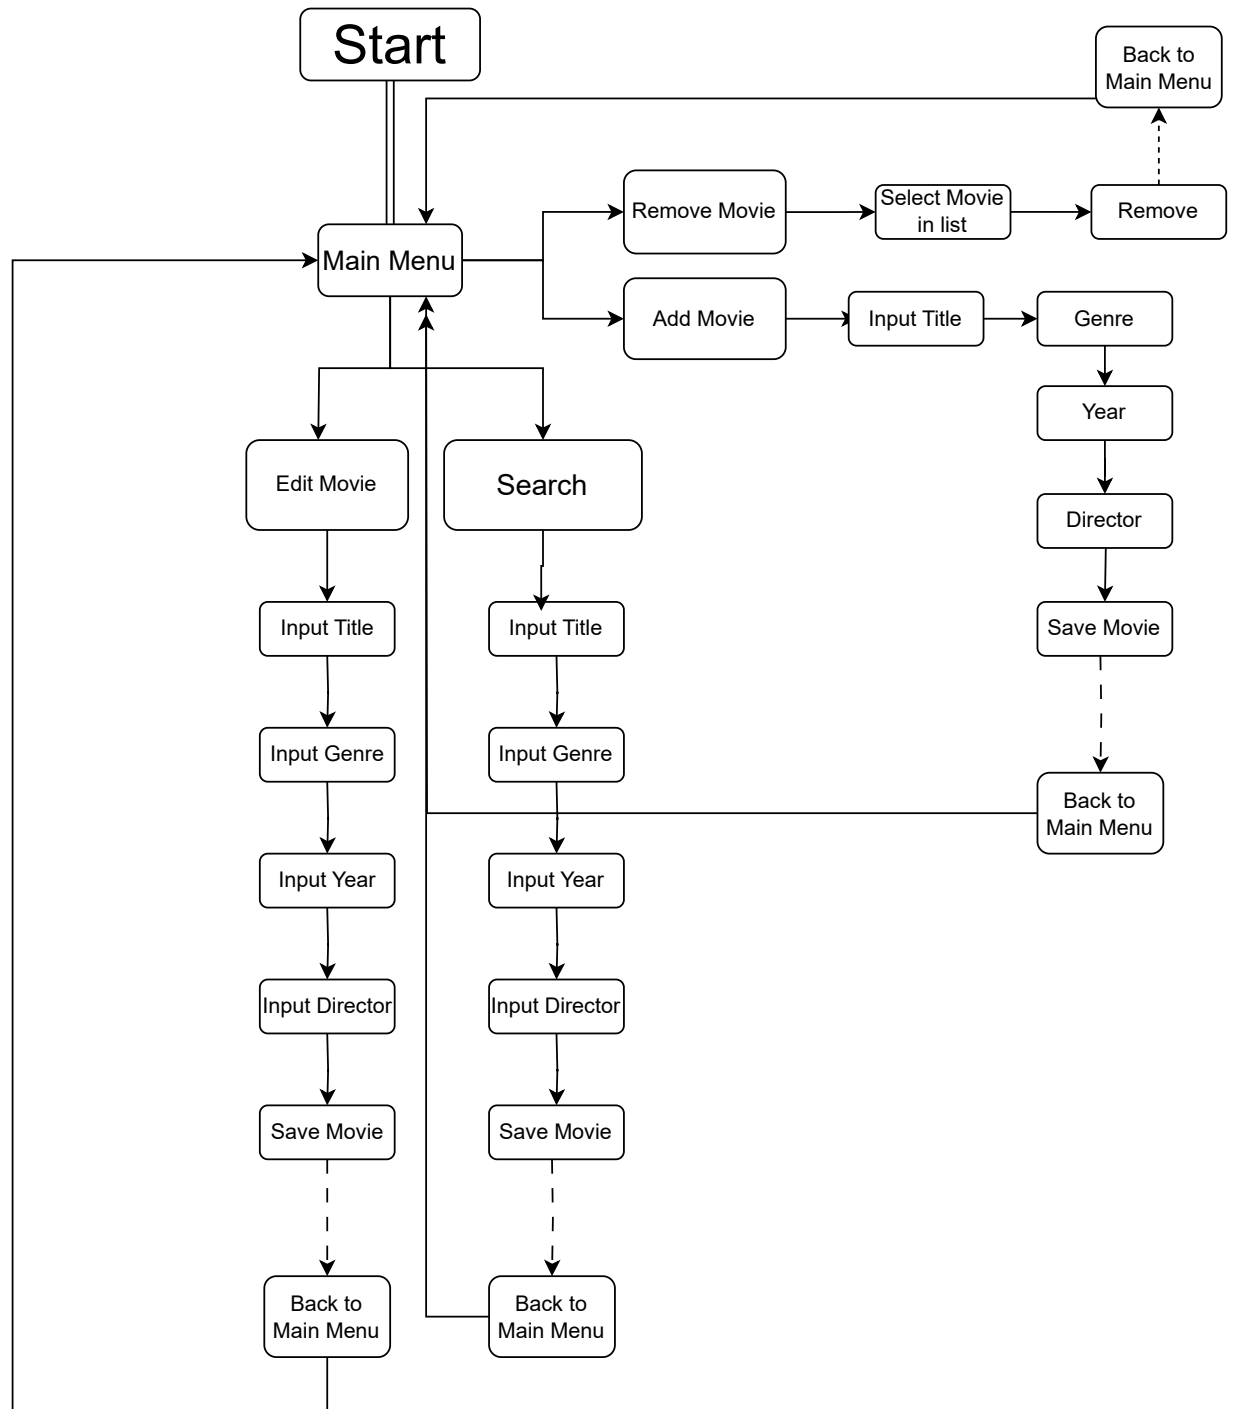 Start
Back to
Main Menu
Remove Movie
Select Movie
in list
Remove
Main Menu
Add Movie
Input Title
Genre
Year
Director
Save Movie
Back to
Main Menu
Edit Movie
Input Title
Input Genre
Input Year
Input Director
Save Movie
Back to
Main Menu
Search
Input Title
Input Genre
Input Year
Input Director
Save Movie
Back to
Main Menu